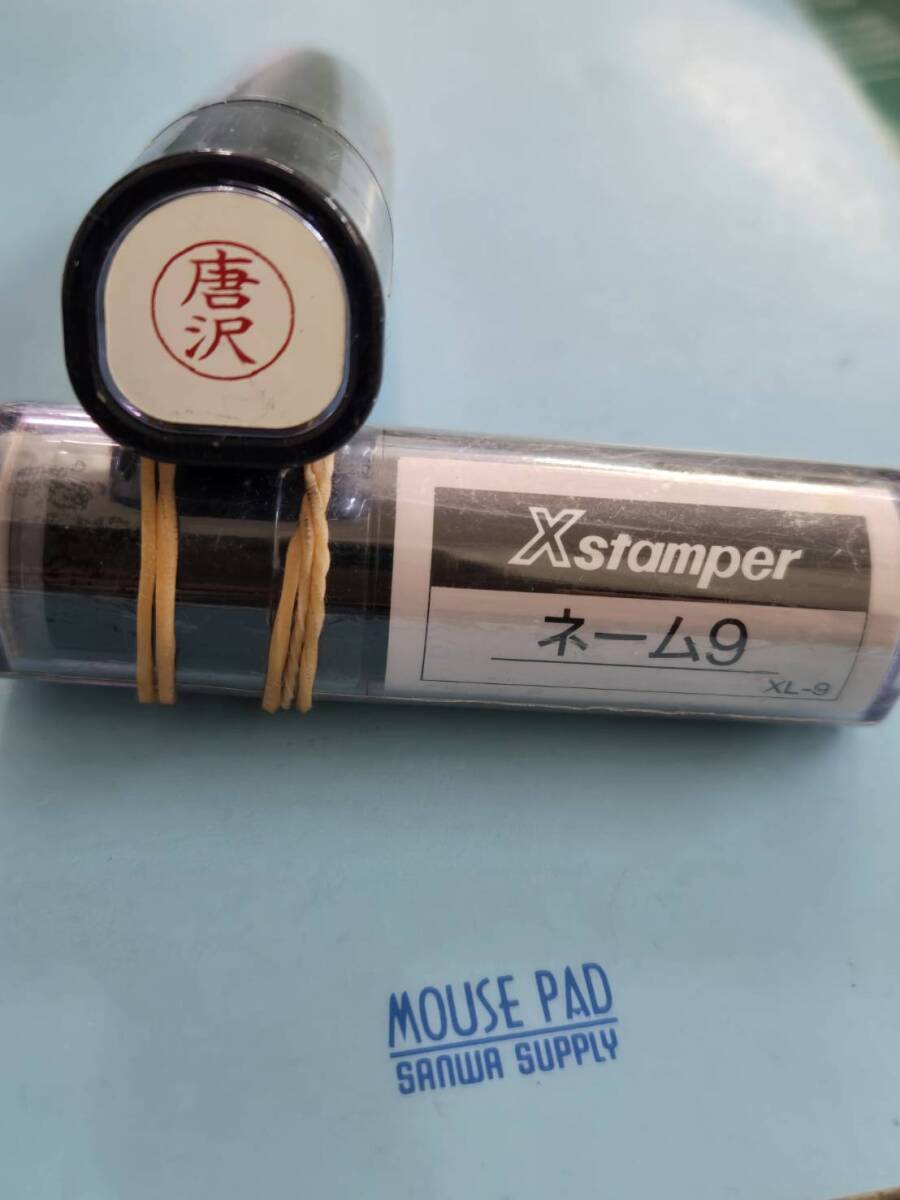 唐沢
Xstamper
ネーム9
XL-9
MOUSE PAD
SANWA SUPPLY